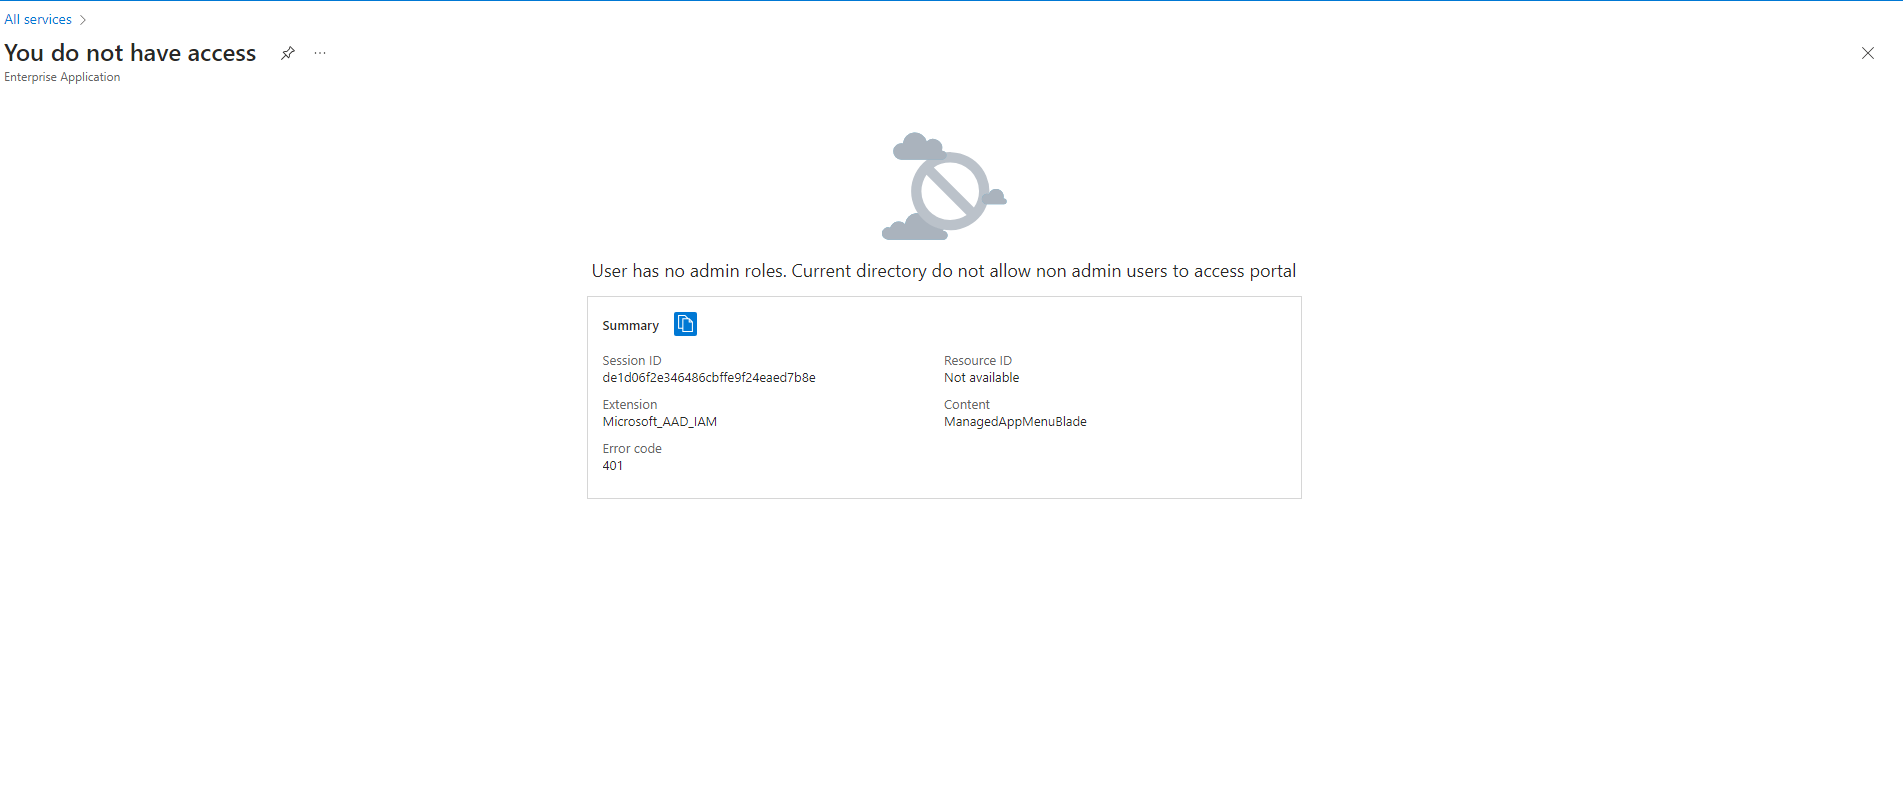 All services
You do not have access
Enterprise Application
User has no admin roles. Current directory do not allow non admin users to access portal
Summary
Session ID
de1d06f2e346486cbffe9f24eaed7b8e
Resource ID
Not available
Extension
Microsoft_AAD_IAM
Content
ManagedAppMenuBlade
Error code
401